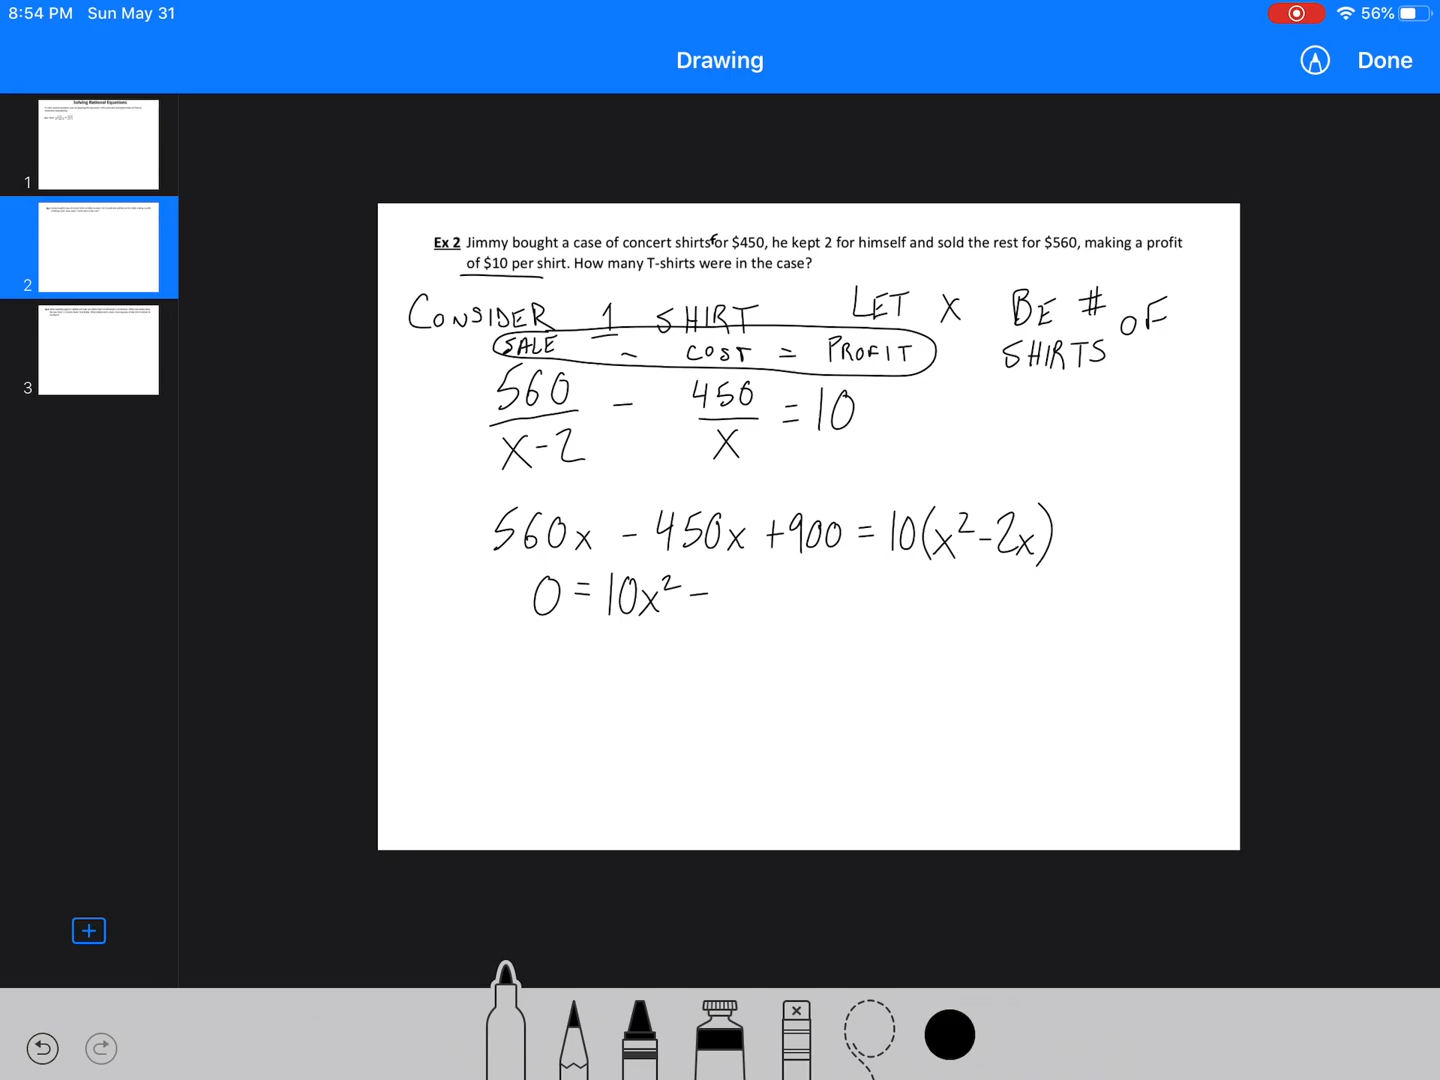 8:54 PM Sun May 31
56%
Drawing
Done
Solving Rational Equations
1
2
3
Ex 2 Jimmy bought a case of concert shirts for $450, he kept 2 for himself and sold the rest for $560, making a profit
of $10 per shirt. How many T-shirts were in the case?
CONSIDER 1 SHIRT
LET X BE # OF
SHIRTS
SALE - COST = PROFIT
560/x-2 - 450/x = 10
560x - 450x + 900 = 10(x² - 2x)
0 = 10x² -